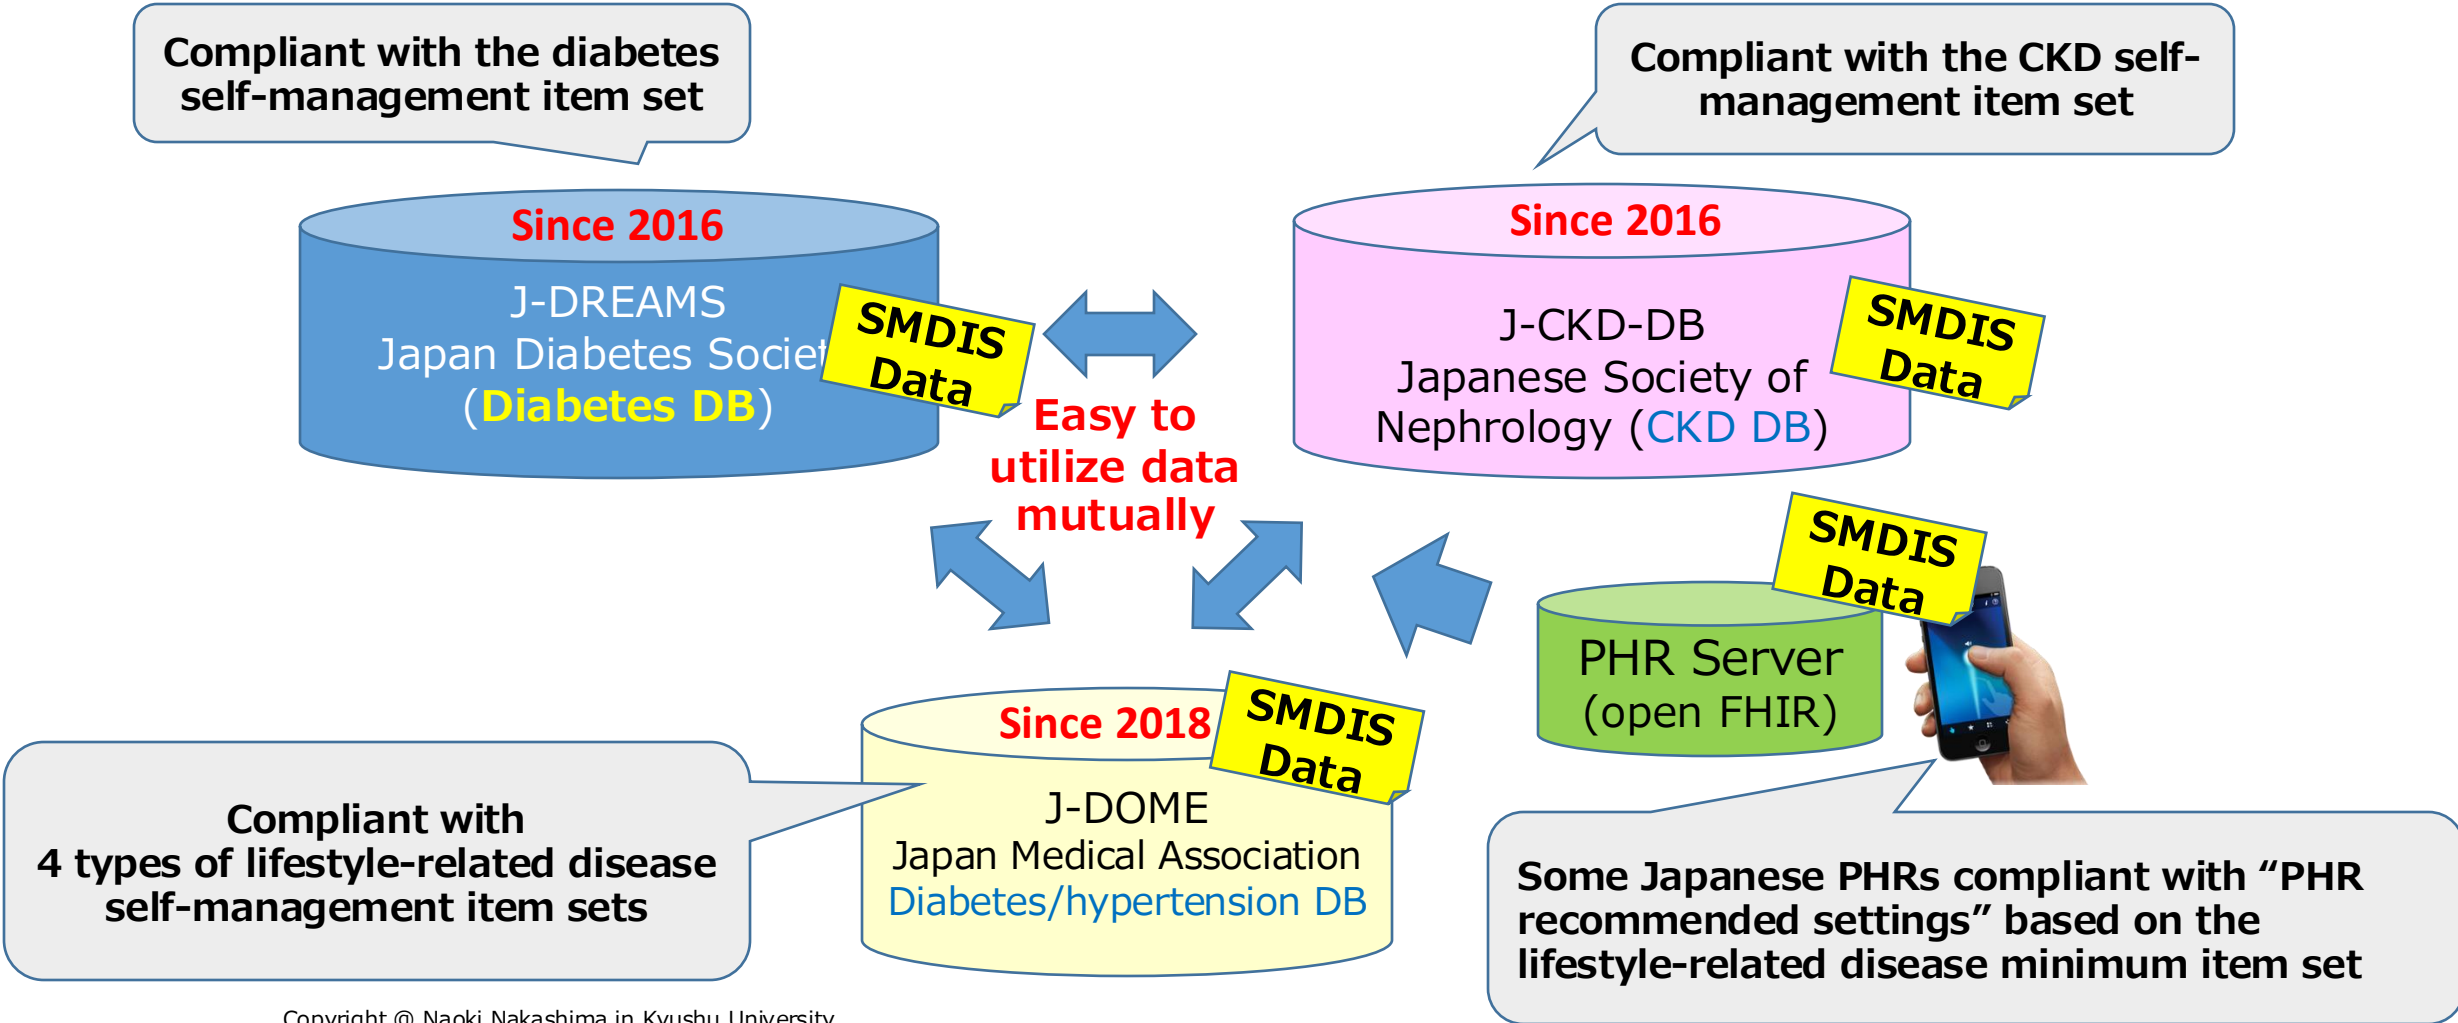 Compliant with the diabetes
self-management item set
Compliant with the CKD self-
management item set
Since 2016
J-DREAMS
Japan Diabetes Societ
(Diabetes DB)
SMDIS
Data
Since 2016
J-CKD-DB
Japanese Society of
Nephrology (CKD DB)
SMDIS
Data
Easy to
utilize data
mutually
SMDIS
Data
PHR Server
(open FHIR)
Since 2018
SMDIS
Data
J-DOME
Japan Medical Association
Diabetes/hypertension DB
Compliant with
4 types of lifestyle-related disease
self-management item sets
Some Japanese PHRs compliant with “PHR
recommended settings” based on the
lifestyle-related disease minimum item set
Copyright @ Naoki Nakashima in Kyushu University